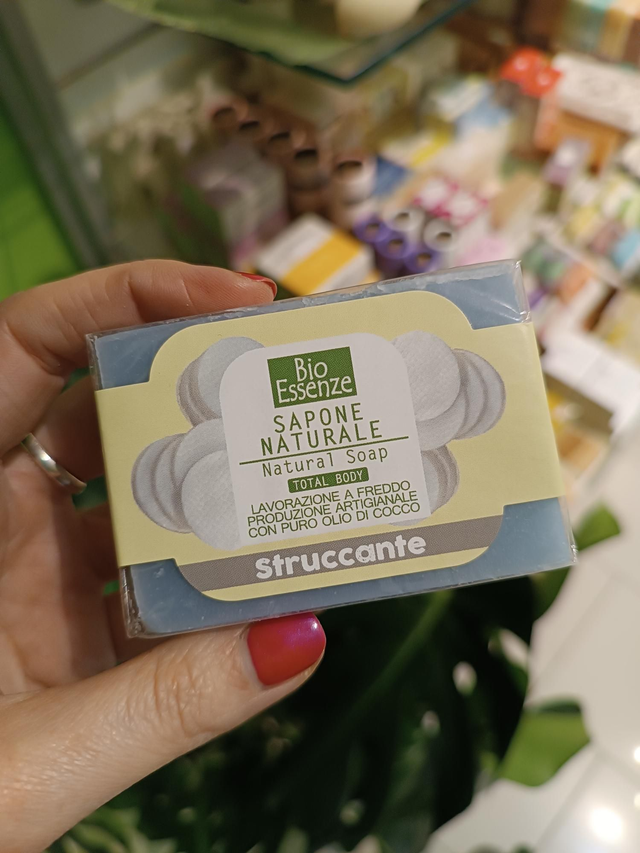 Bio
Essenze
SAPONE
NATURALE
Natural Soap
TOTAL BODY
LAVORAZIONE A FREDDO
PRODUZIONE ARTIGIANALE
CON PURO OLIO DI COCCO
struccante